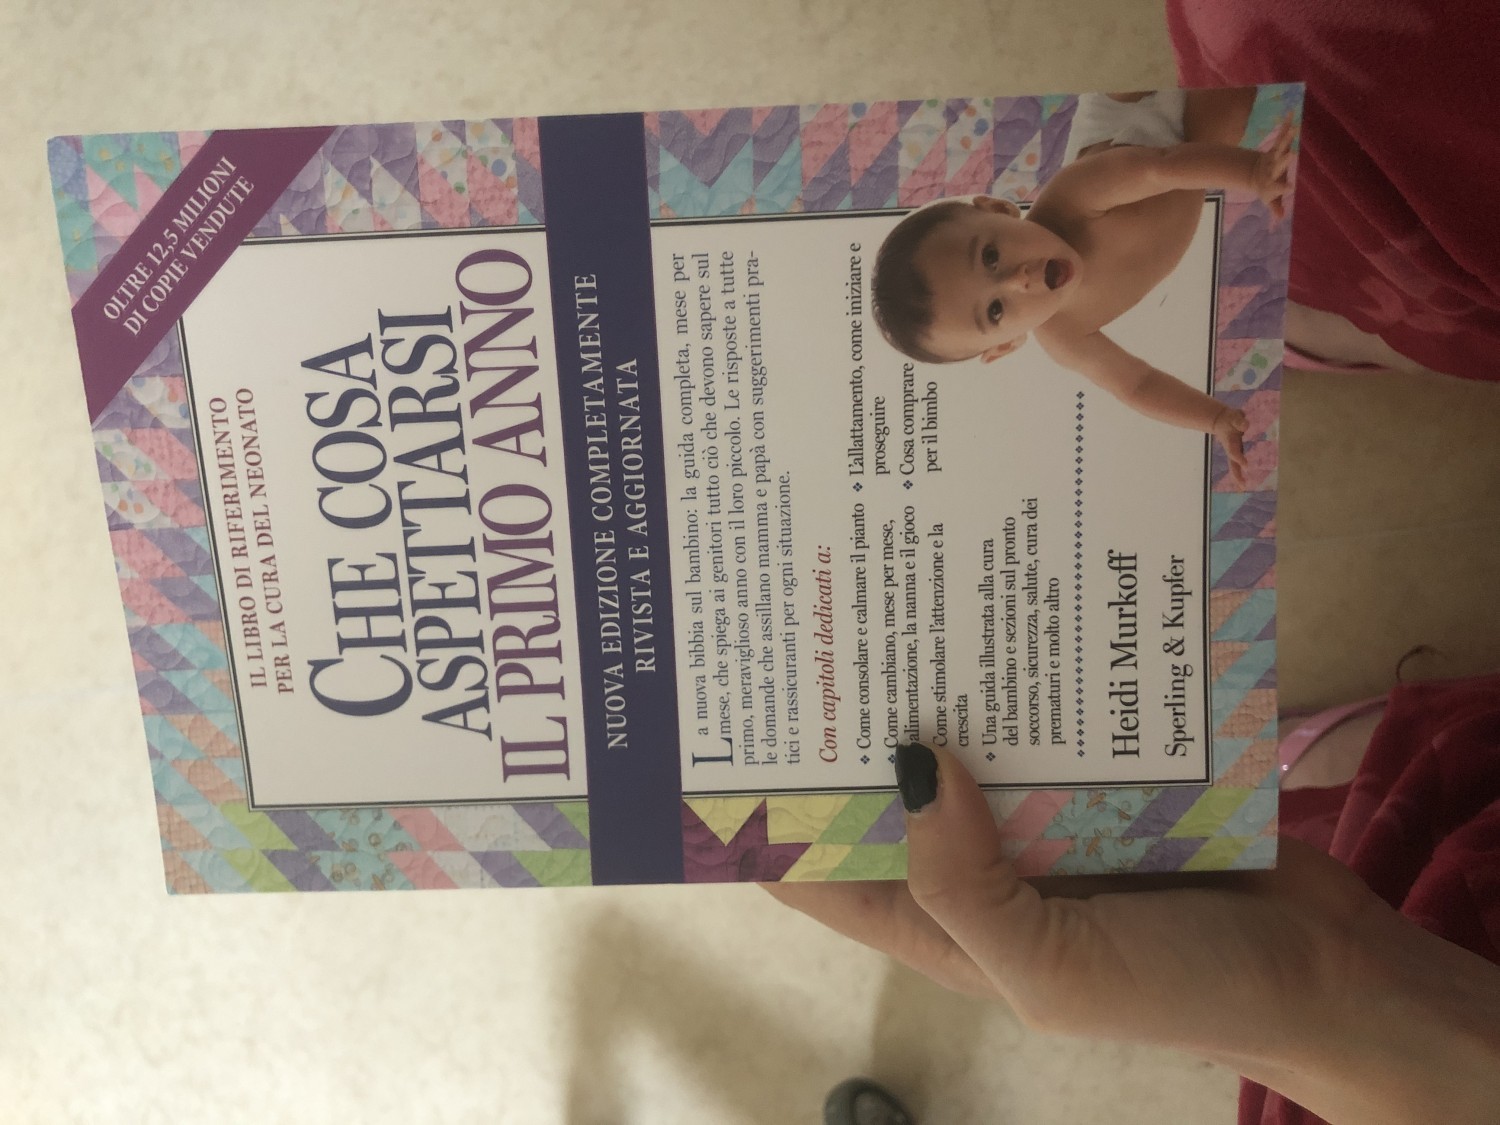 OLTRE 12,5 MILIONI
DI COPIE VENDUTE
IL LIBRO DI RIFERIMENTO
PER LA CURA DEL NEONATO
CHE COSA
ASPETTARSI
IL PRIMO ANNO
NUOVA EDIZIONE COMPLETAMENTE
RIVISTA E AGGIORNATA
La nuova bibbia sul bambino: la guida completa, mese per
mese, che spiega ai genitori tutto ciò che devono sapere sul
primo, meraviglioso anno con il loro piccolo. Le risposte a tutte
le domande che assillano mamma e papà con suggerimenti pra-
tici e rassicuranti per ogni situazione.
Con capitoli dedicati a:
❖ Come consolare e calmare il pianto
❖ Come cambiano, mese per mese,
alimentazione, la nanna e il gioco
Come stimolare l'attenzione e la
crescita
❖ Una guida illustrata alla cura
del bambino e sezioni sul pronto
soccorso, sicurezza, salute, cura dei
prematuri e molto altro
❖ L'allattamento, come iniziare e
proseguire
❖ Cosa comprare
per il bimbo
Heidi Murkoff
Sperling & Kupfer